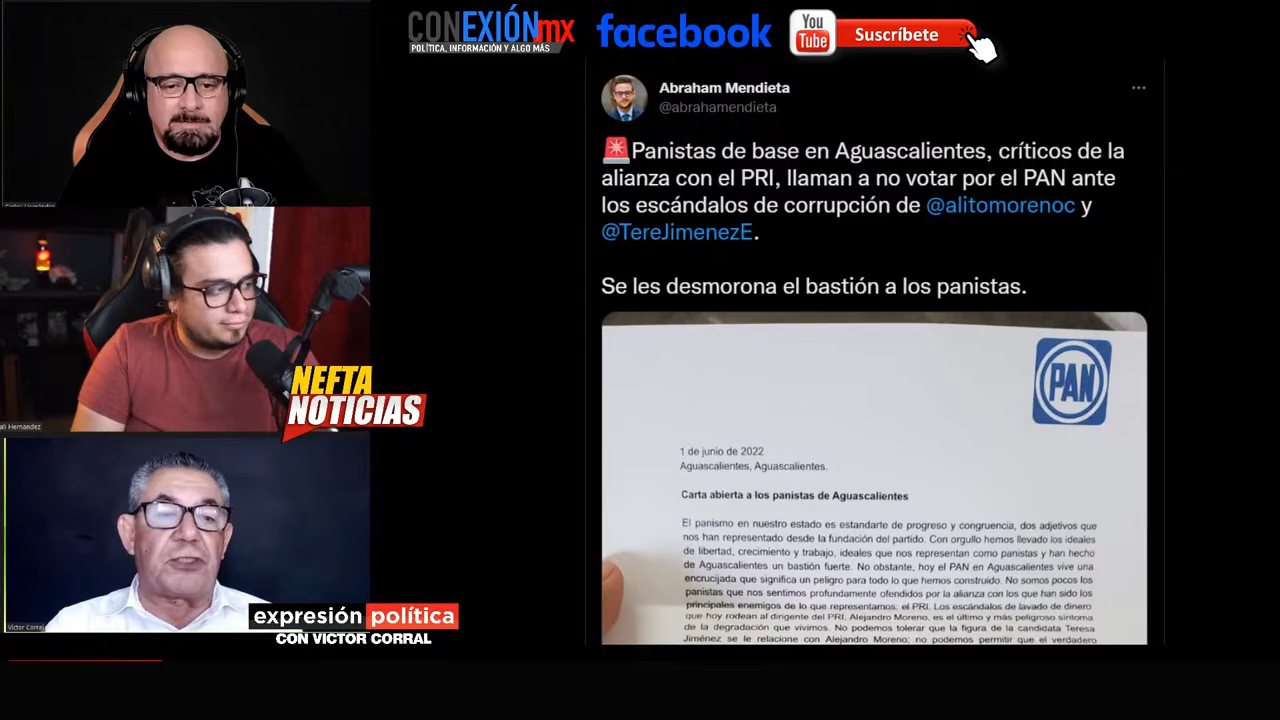 CONEXIÓNmx
POLÍTICA, INFORMACIÓN Y ALGO MÁS
facebook
You
Tube
Suscríbete
Abraham Mendieta
@abrahamendieta
Panistas de base en Aguascalientes, críticos de la
alianza con el PRI, llaman a no votar por el PAN ante
los escándalos de corrupción de @alitomorenoc y
@TereJimenezE.
Se les desmorona el bastión a los panistas.
PAN
1 de junio de 2022
Aguascalientes, Aguascalientes.
Carta abierta a los panistas de Aguascalientes
El panismo en nuestro estado es estandarte de progreso y congruencia, dos adjetivos que
nos han representado desde la fundación del partido. Con orgullo hemos llevado los ideales
de libertad, crecimiento y trabajo, ideales que nos representan como panistas y han hecho
de Aguascalientes un bastión fuerte. No obstante, hoy el PAN en Aguascalientes vive una
encrucijada que significa un peligro para todo lo que hemos construido. No somos pocos los
panistas que nos sentimos profundamente ofendidos por la alianza con los que han sido los
principales enemigos de lo que representamos: el PRI. Los escándalos de lavado de dinero
que hoy rodean al dirigente del PRI, Alejandro Moreno, es el último y más peligroso síntoma
de la degradación que vivimos. No podemos tolerar que la figura de la candidata Teresa
Jiménez se le relacione con Alejandro Moreno; no podemos permitir que el verdadero
NEFTA
NOTICIAS
ali Hernandez
expresión política
CON VICTOR CORRAL
Victor Corral